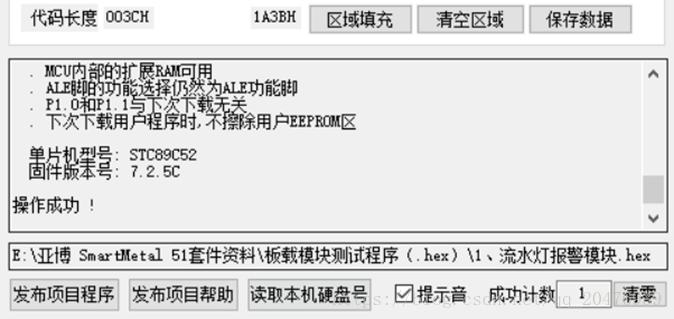 代码长度 003CH 1A3BH 区域填充 清空区域 保存数据
. MCU内部的扩展RAM可用
. ALE脚的功能选择仍然为ALE功能脚
. P1.0和P1.1与下次下载无关
. 下次下载用户程序时,不擦除用户EEPROM区
单片机型号: STC89C52
固件版本号: 7.2.5C
操作成功 !
E:\亚博 SmartMetal 51套件资料\板载模块测试程序（.hex）\1、流水灯报警模块.hex
发布项目程序 发布项目帮助 读取本机硬盘号 提示音 成功计数 1 清零